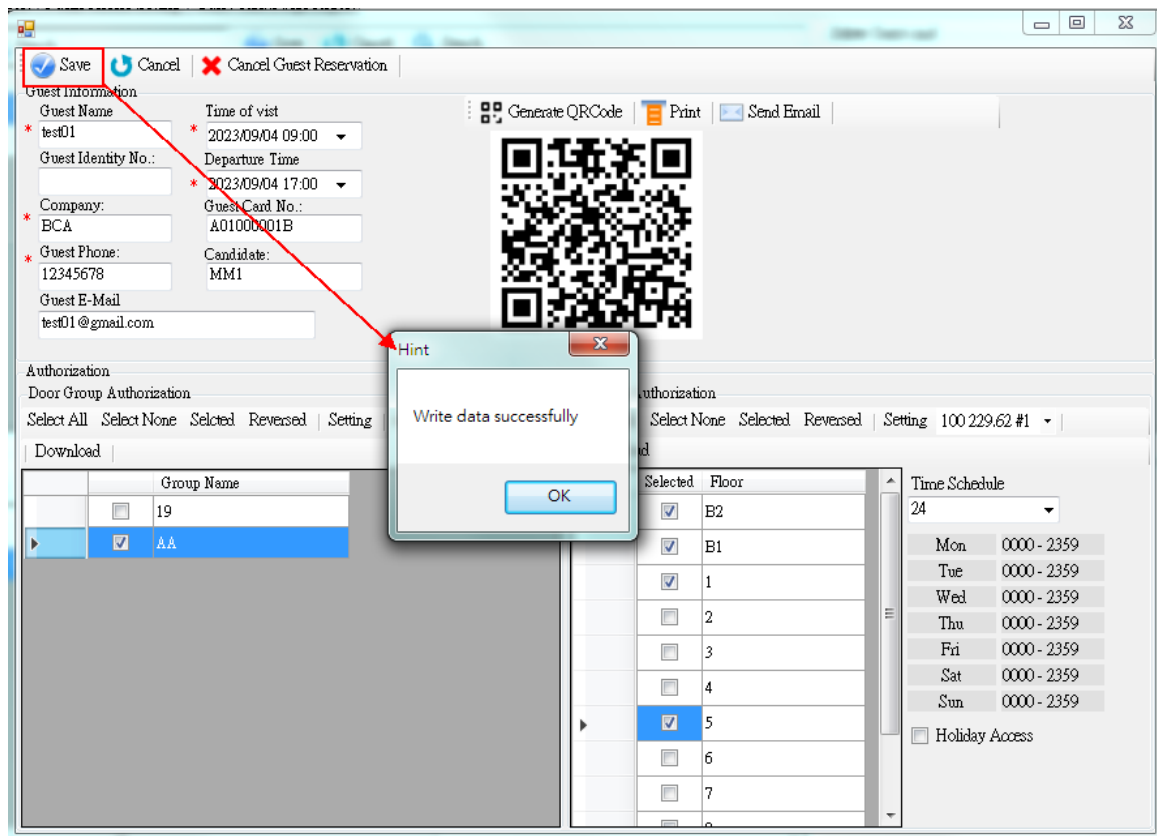 Save Cancel Cancel Guest Reservation
Guest Information
Guest Name Time of vist
* test01 * 2023/09/04 09:00
Generate QRCode Print Send Email
Guest Identity No.: Departure Time
* 2023/09/04 17:00
Company: Guest Card No.:
* BCA A01000001B
* Guest Phone: Candidate:
12345678 MM1
Guest E-Mail
test01@gmail.com
Hint
Write data successfully
OK
Authorization
Door Group Authorization
Select All Select None Selcted Reversed Setting
Download
Group Name
19
AA
uthorization
Select None Selected Reversed Setting 100 229.62 #1
ad
Selected Floor
B2
B1
1
2
3
4
5
6
7
Time Schedule
24
Mon 0000 - 2359
Tue 0000 - 2359
Wed 0000 - 2359
Thu 0000 - 2359
Fri 0000 - 2359
Sat 0000 - 2359
Sun 0000 - 2359
Holiday Access